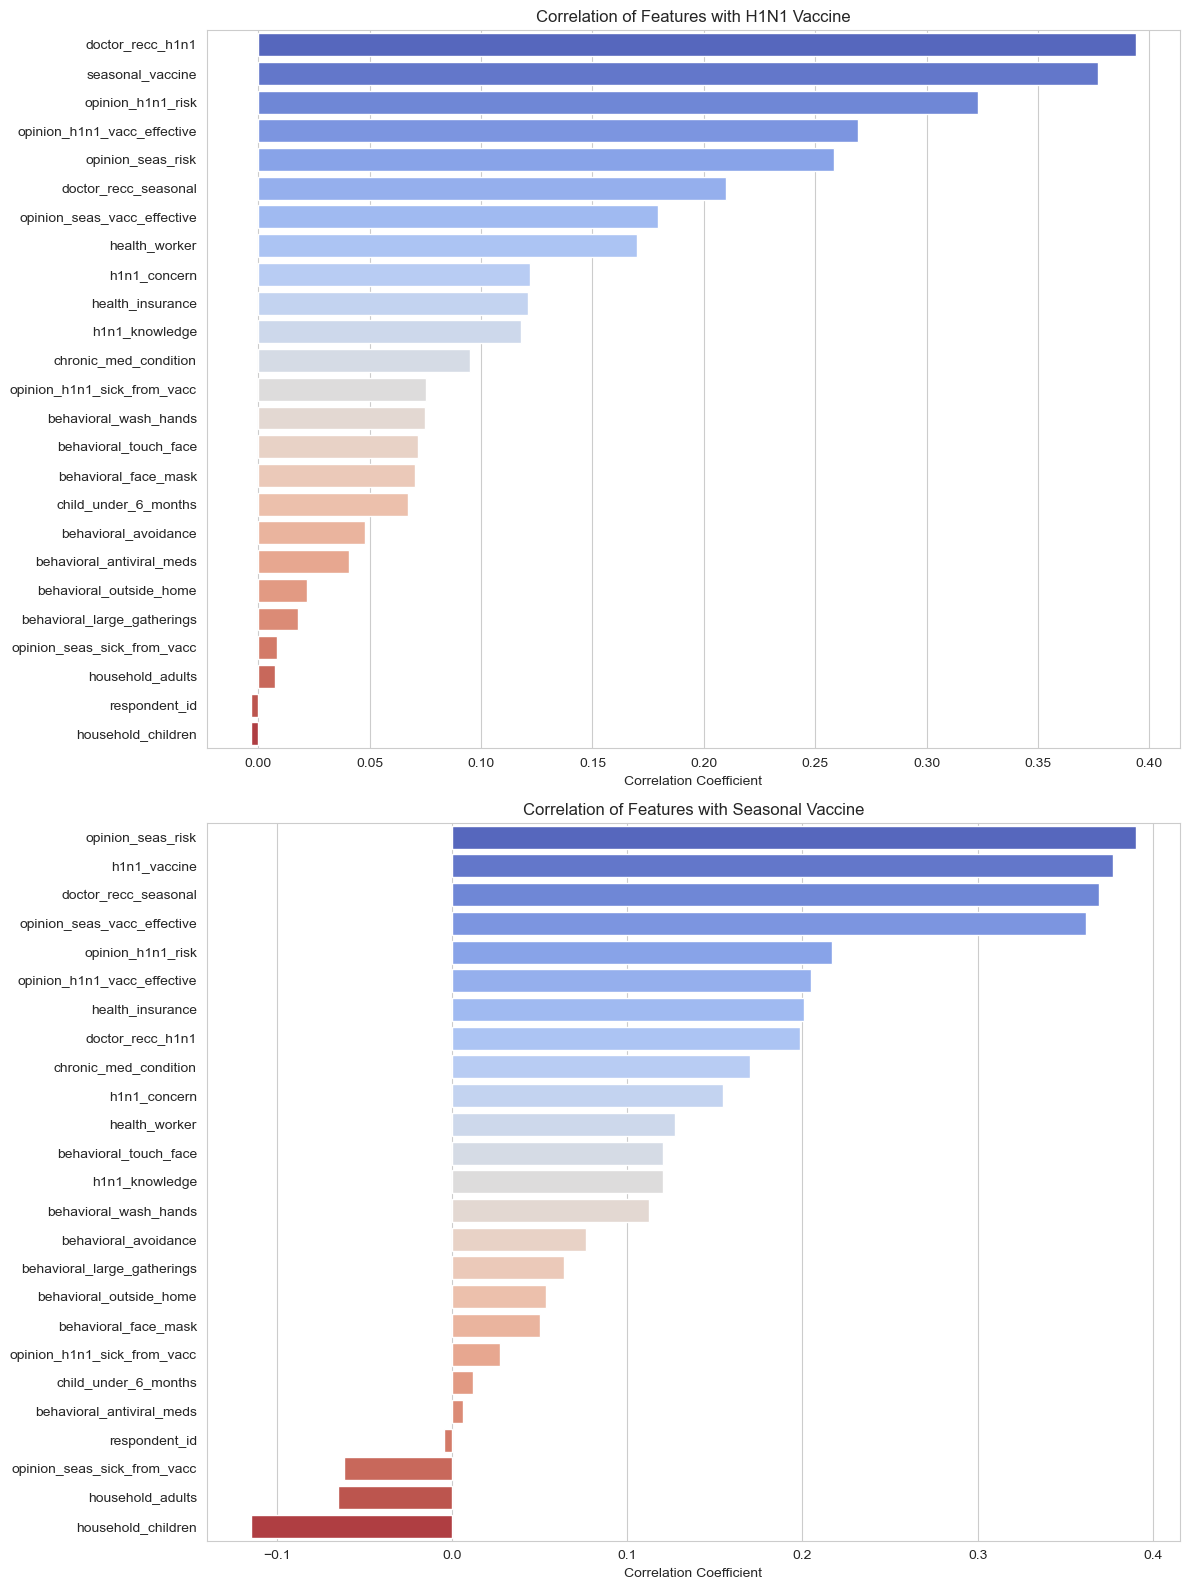 Correlation of Features with H1N1 Vaccine
doctor_recc_h1n1
seasonal_vaccine
opinion_h1n1_risk
opinion_h1n1_vacc_effective
opinion_seas_risk
doctor_recc_seasonal
opinion_seas_vacc_effective
health_worker
h1n1_concern
health_insurance
h1n1_knowledge
chronic_med_condition
opinion_h1n1_sick_from_vacc
behavioral_wash_hands
behavioral_touch_face
behavioral_face_mask
child_under_6_months
behavioral_avoidance
behavioral_antiviral_meds
behavioral_outside_home
behavioral_large_gatherings
opinion_seas_sick_from_vacc
household_adults
respondent_id
household_children
0.00 0.05 0.10 0.15 0.20 0.25 0.30 0.35 0.40
Correlation Coefficient
Correlation of Features with Seasonal Vaccine
opinion_seas_risk
h1n1_vaccine
doctor_recc_seasonal
opinion_seas_vacc_effective
opinion_h1n1_risk
opinion_h1n1_vacc_effective
health_insurance
doctor_recc_h1n1
chronic_med_condition
h1n1_concern
health_worker
behavioral_touch_face
h1n1_knowledge
behavioral_wash_hands
behavioral_avoidance
behavioral_large_gatherings
behavioral_outside_home
behavioral_face_mask
opinion_h1n1_sick_from_vacc
child_under_6_months
behavioral_antiviral_meds
respondent_id
opinion_seas_sick_from_vacc
household_adults
household_children
−0.1 0.0 0.1 0.2 0.3 0.4
Correlation Coefficient